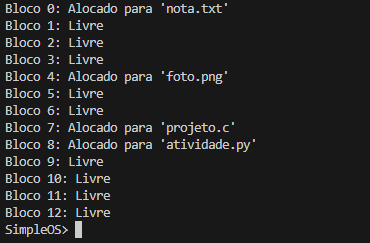 Bloco 0: Alocado para 'nota.txt'
Bloco 1: Livre
Bloco 2: Livre
Bloco 3: Livre
Bloco 4: Alocado para 'foto.png'
Bloco 5: Livre
Bloco 6: Livre
Bloco 7: Alocado para 'projeto.c'
Bloco 8: Alocado para 'atividade.py'
Bloco 9: Livre
Bloco 10: Livre
Bloco 11: Livre
Bloco 12: Livre
SimpleOS>